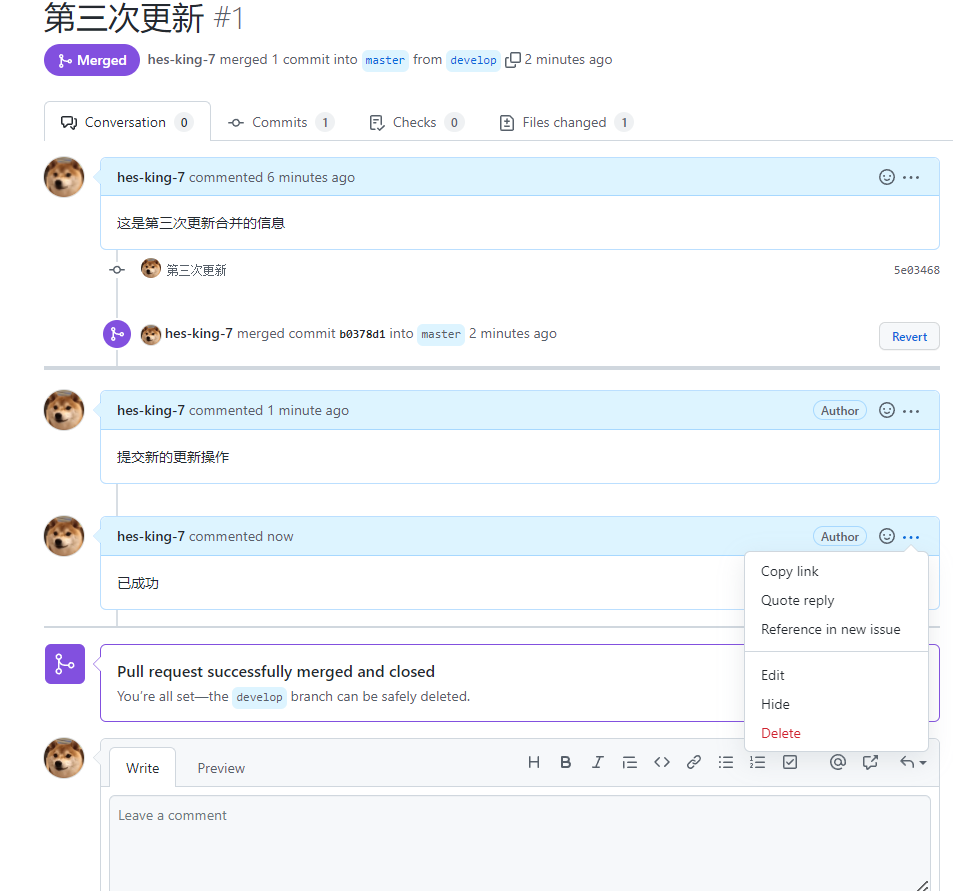 第三次更新 #1
Merged hes-king-7 merged 1 commit into master from develop 2 minutes ago
Conversation 0 Commits 1 Checks 0 Files changed 1
hes-king-7 commented 6 minutes ago
这是第三次更新合并的信息
第三次更新 5e03468
hes-king-7 merged commit b0378d1 into master 2 minutes ago Revert
hes-king-7 commented 1 minute ago Author
提交新的更新操作
hes-king-7 commented now Author
已成功
Copy link
Quote reply
Reference in new issue
Edit
Hide
Delete
Pull request successfully merged and closed
You’re all set—the develop branch can be safely deleted.
Write Preview
Leave a comment